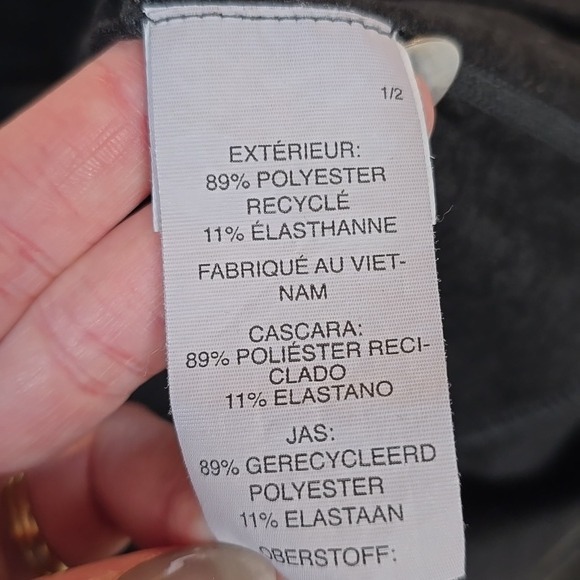 1/2
EXTÉRIEUR:
89% POLYESTER
RECYCLÉ
11% ÉLASTHANNE
FABRIQUÉ AU VIET-
NAM
CASCARA:
89% POLIÉSTER RECI-
CLADO
11% ELASTANO
JAS:
89% GERECYCLEERD
POLYESTER
11% ELASTAAN
OBERSTOFF: